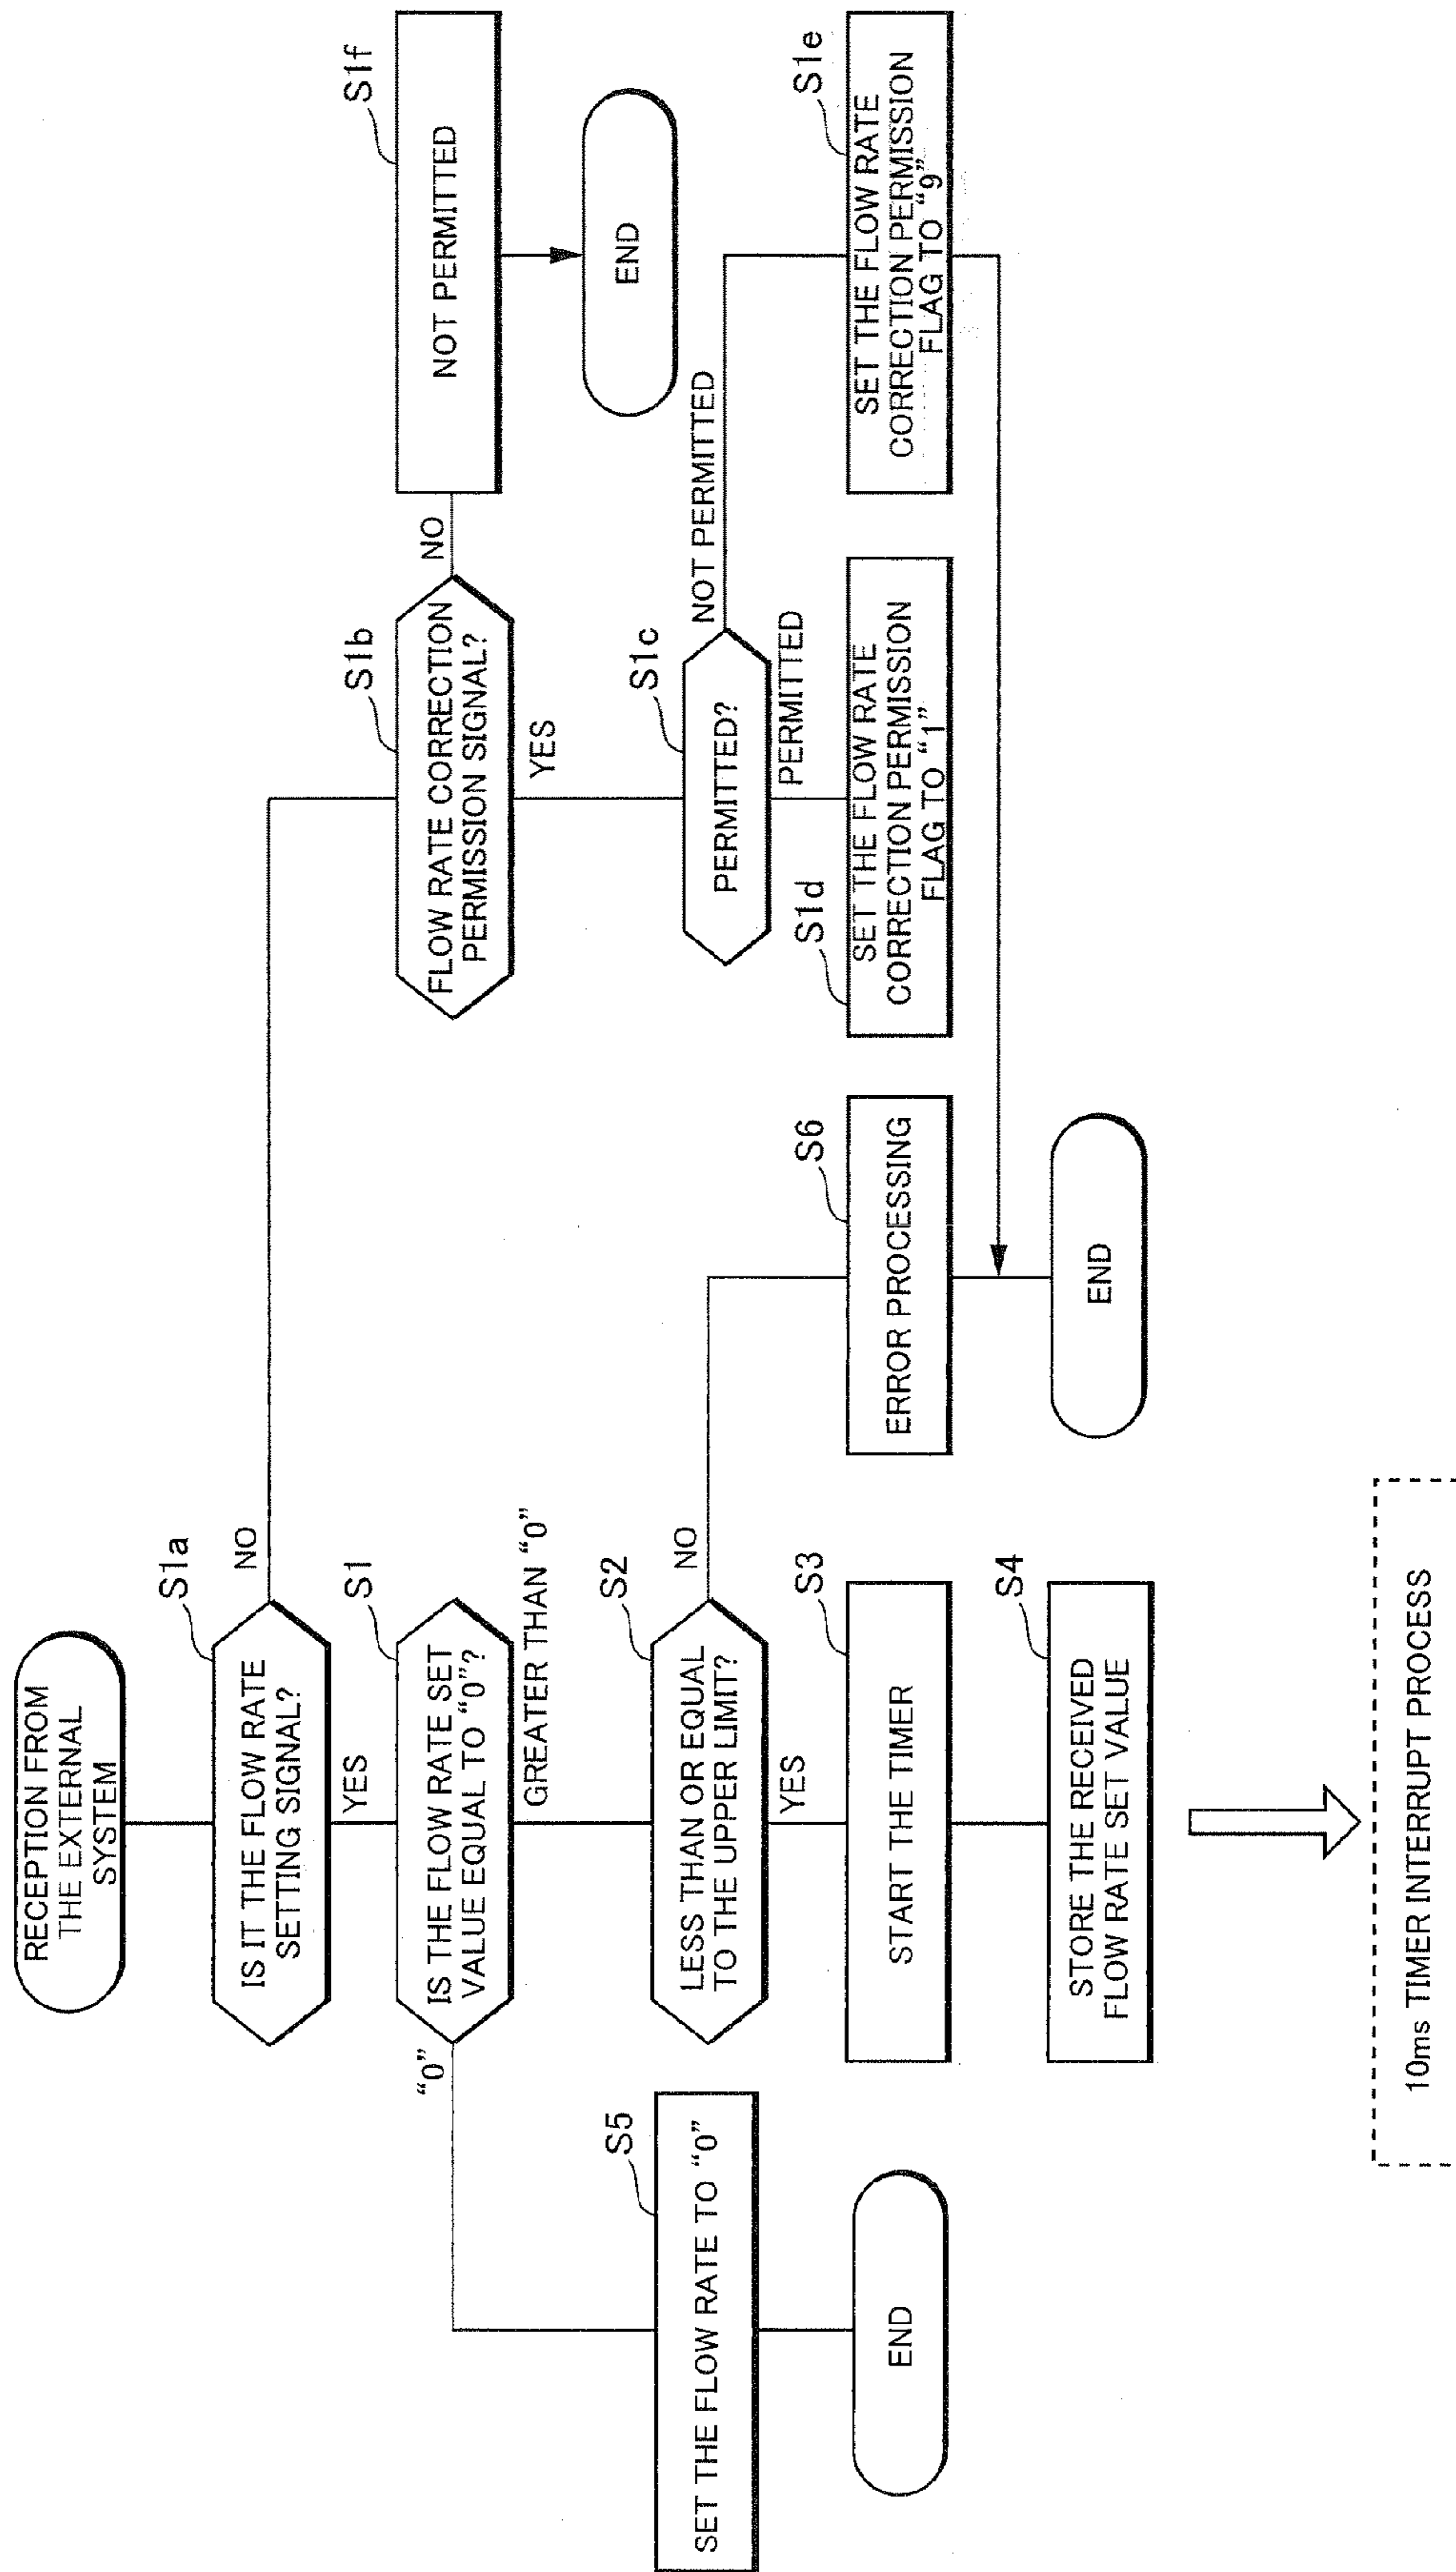 RECEPTION FROM
THE EXTERNAL
SYSTEM
S1a
IS IT THE FLOW RATE
SETTING SIGNAL?
NO
YES
S1
IS THE FLOW RATE SET
VALUE EQUAL TO “0”?
“0”
GREATER THAN “0”
S5
SET THE FLOW RATE TO “0”
END
S2
LESS THAN OR EQUAL
TO THE UPPER LIMIT?
NO
YES
S3
START THE TIMER
S4
STORE THE RECEIVED
FLOW RATE SET VALUE
10ms TIMER INTERRUPT PROCESS
S6
ERROR PROCESSING
END
S1b
FLOW RATE CORRECTION
PERMISSION SIGNAL?
NO
YES
S1f
NOT PERMITTED
END
S1c
PERMITTED?
NOT PERMITTED
PERMITTED
S1d
SET THE FLOW RATE
CORRECTION PERMISSION
FLAG TO “1”
S1e
SET THE FLOW RATE
CORRECTION PERMISSION
FLAG TO “9”